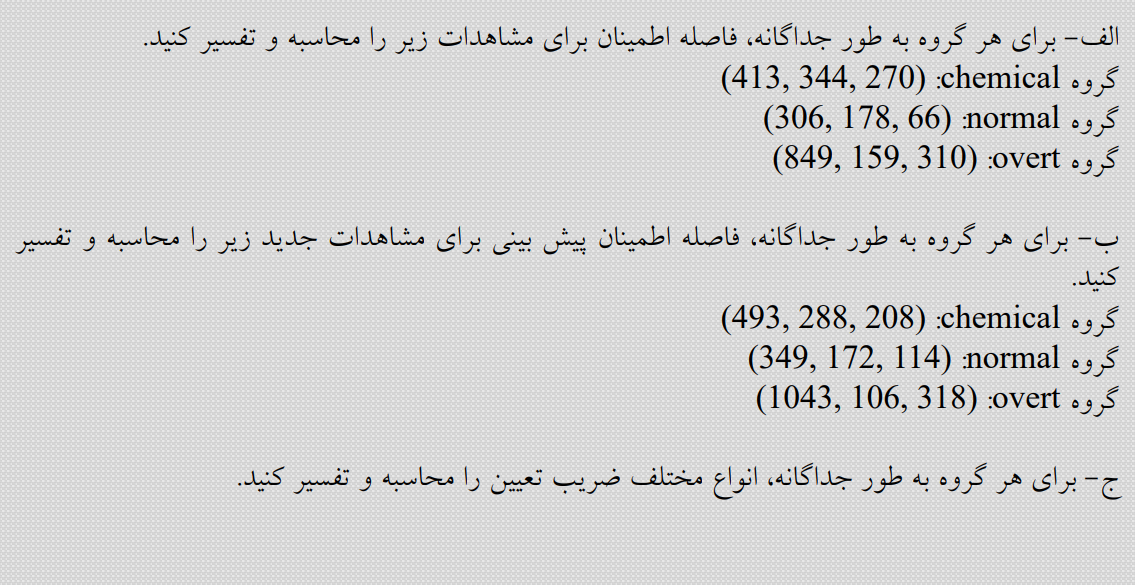 الف- برای هر گروه به طور جداگانه، فاصله اطمینان برای مشاهدات زیر را محاسبه و تفسیر کنید.
گروه chemical: (413, 344, 270)
گروه normal: (306, 178, 66)
گروه overt: (849, 159, 310)
ب- برای هر گروه به طور جداگانه، فاصله اطمینان پیش بینی برای مشاهدات جدید زیر را محاسبه و تفسیر
کنید.
گروه chemical: (493, 288, 208)
گروه normal: (349, 172, 114)
گروه overt: (1043, 106, 318)
ج- برای هر گروه به طور جداگانه، انواع مختلف ضریب تعیین را محاسبه و تفسیر کنید.